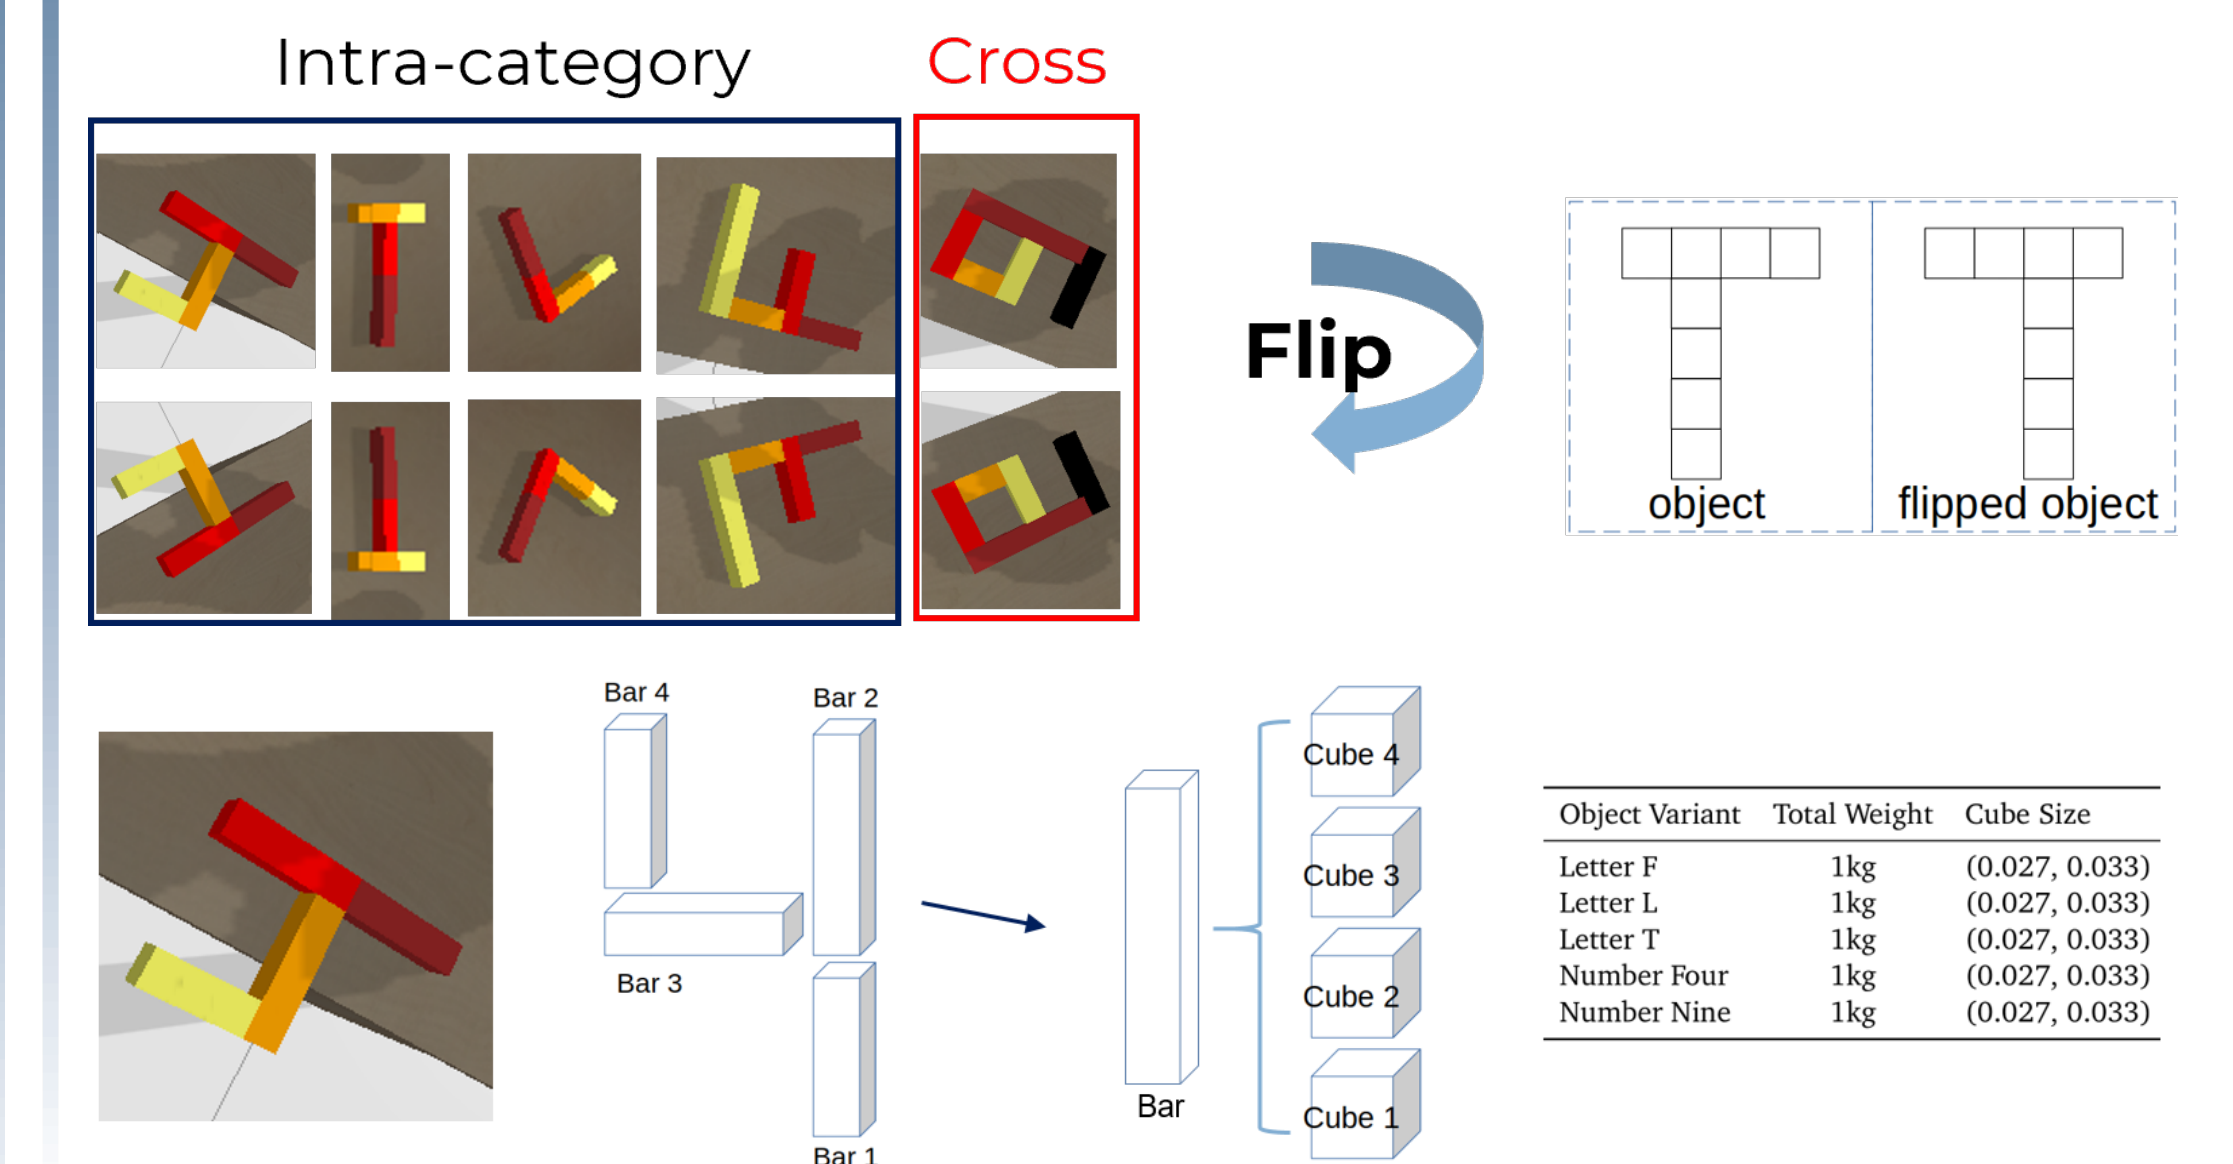 Intra-category
Cross
Flip
object
flipped object
Bar 4
Bar 2
Bar 3
Bar 1
Bar
Cube 4
Cube 3
Cube 2
Cube 1
Object Variant Total Weight Cube Size
Letter F 1kg (0.027, 0.033)
Letter L 1kg (0.027, 0.033)
Letter T 1kg (0.027, 0.033)
Number Four 1kg (0.027, 0.033)
Number Nine 1kg (0.027, 0.033)